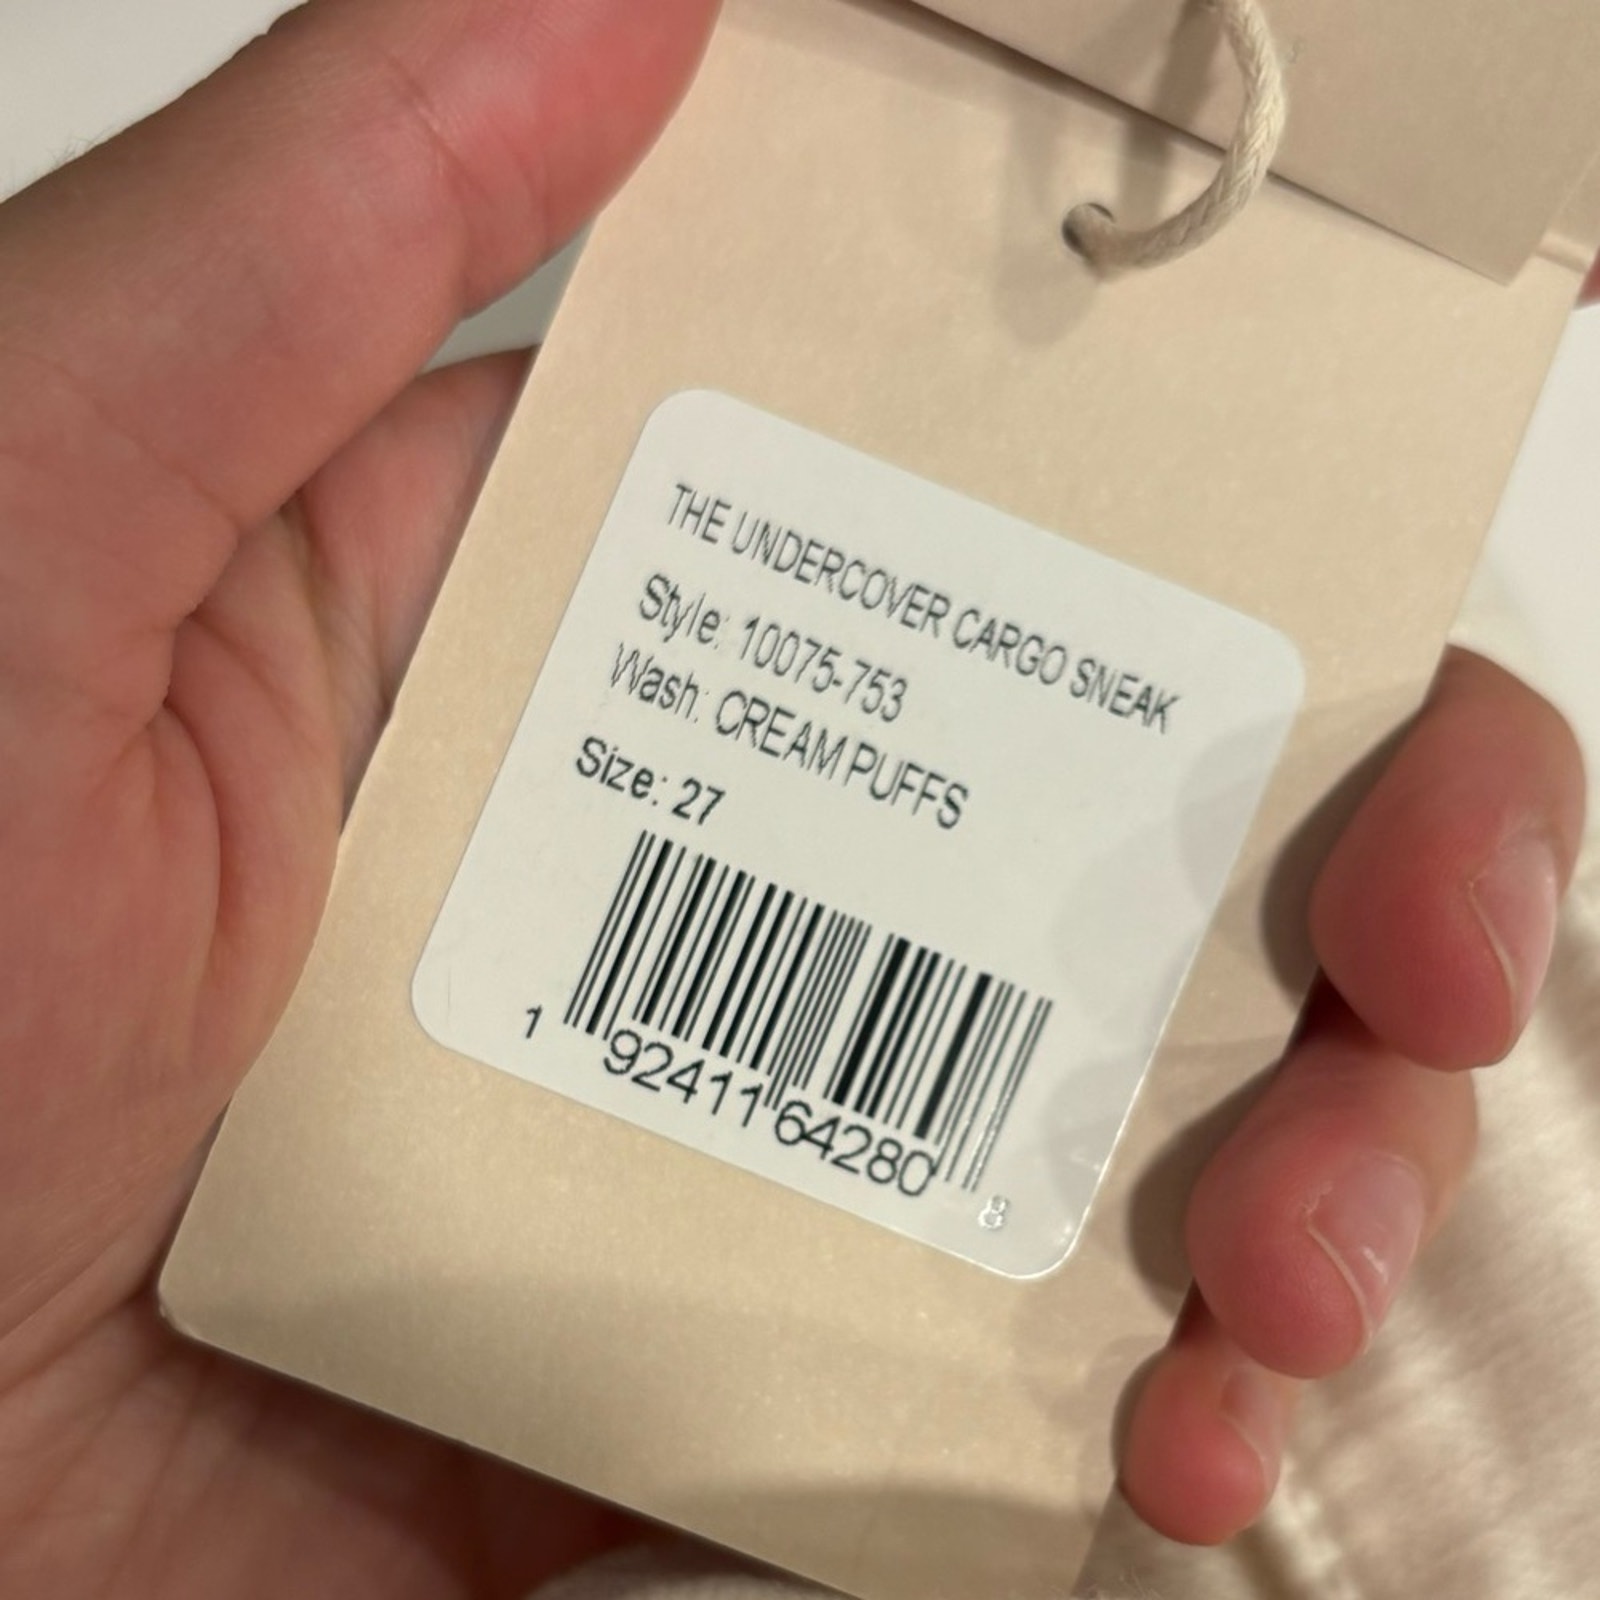 THE UNDERCOVER CARGO SNEAK
Style: 10075-753
Wash: CREAM PUFFS
Size: 27
1 92411 64280 8